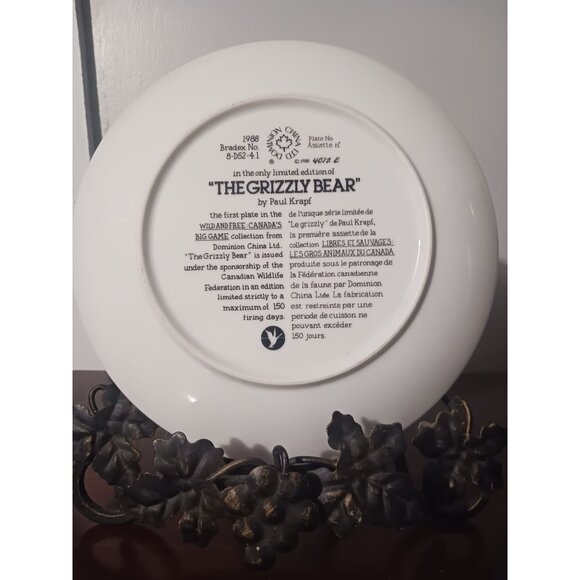 1988
Bradex No.
8-D52-4.1
DOMINION CHINA LTD.
®
© 1988
Plate No
Assiette n°
4072 E
in the only limited edition of
"THE GRIZZLY BEAR"
by Paul Krapf
the first plate in the
WILD AND FREE: CANADA'S
BIG GAME collection from
Dominion China Ltd.
"The Grizzly Bear" is issued
under the sponsorship of the
Canadian Wildlife
Federation in an edition
limited strictly to a
maximum of 150
firing days.
de l'unique série limitée de
"Le grizzly" de Paul Krapf,
la première assiette de la
collection LIBRES ET SAUVAGES:
LES GROS ANIMAUX DU CANADA
produite sous le patronage de
la Fédération canadienne
de la faune par Dominion
China Ltée. La fabrication
est restreinte par une
période de cuisson ne
pouvant excéder
150 jours.